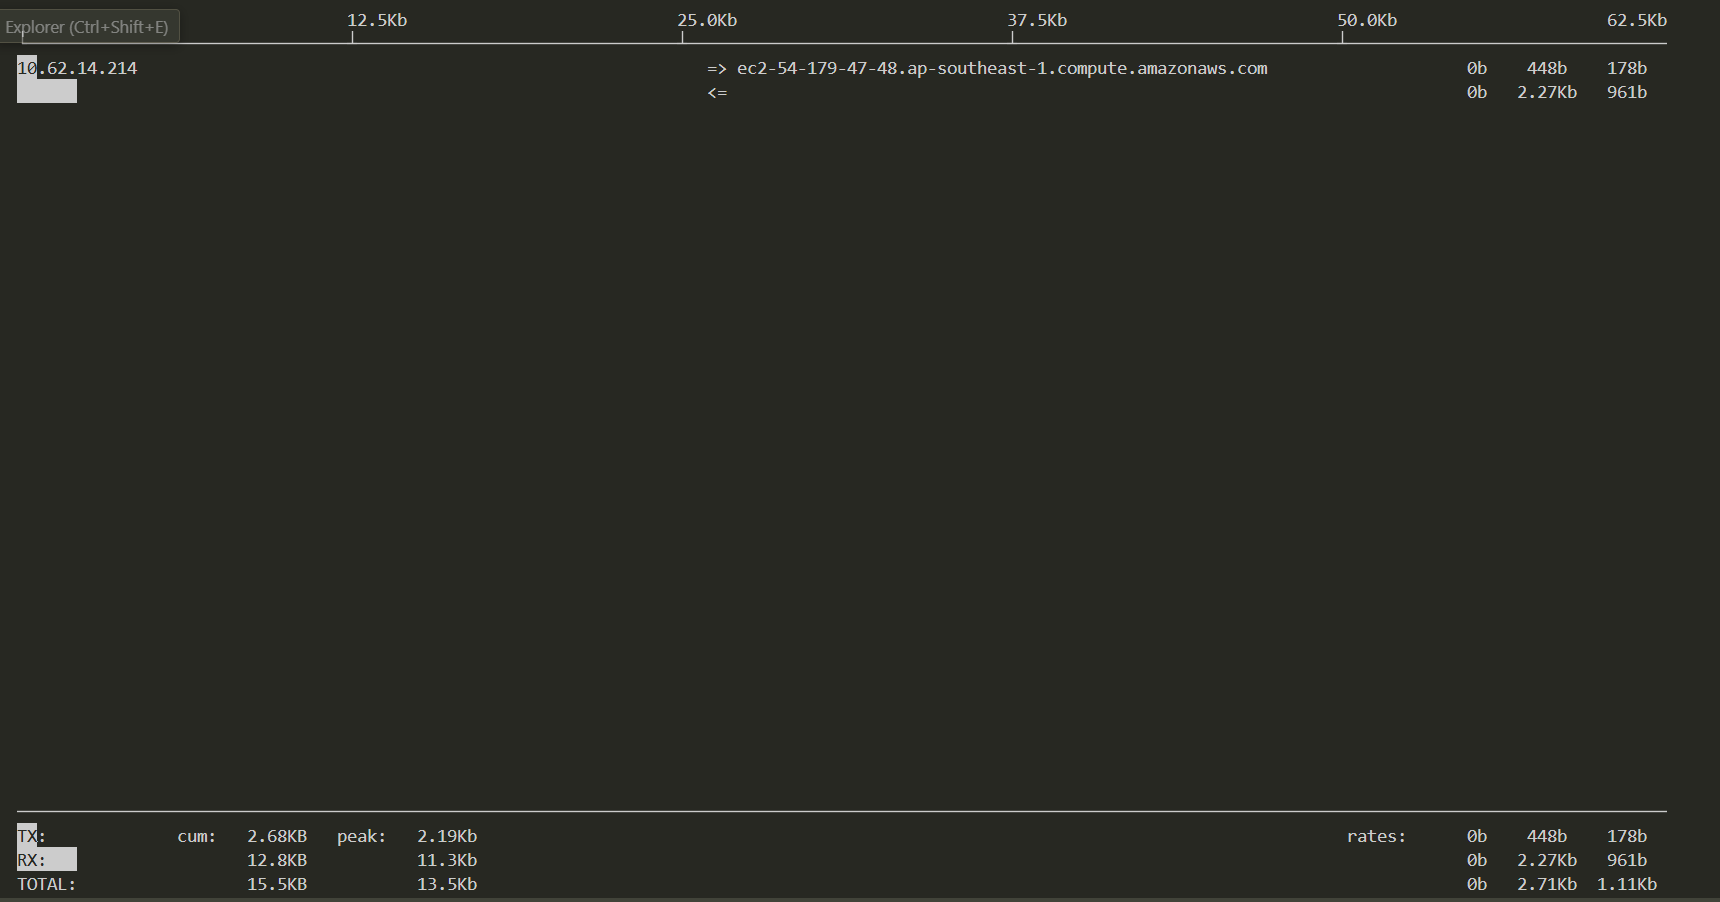 12.5Kb 25.0Kb 37.5Kb 50.0Kb 62.5Kb
Explorer (Ctrl+Shift+E)
10.62.14.214 => ec2-54-179-47-48.ap-southeast-1.compute.amazonaws.com 0b 448b 178b
<= 0b 2.27Kb 961b
TX: cum: 2.68KB peak: 2.19Kb rates: 0b 448b 178b
RX: 12.8KB 11.3Kb 0b 2.27Kb 961b
TOTAL: 15.5KB 13.5Kb 0b 2.71Kb 1.11Kb